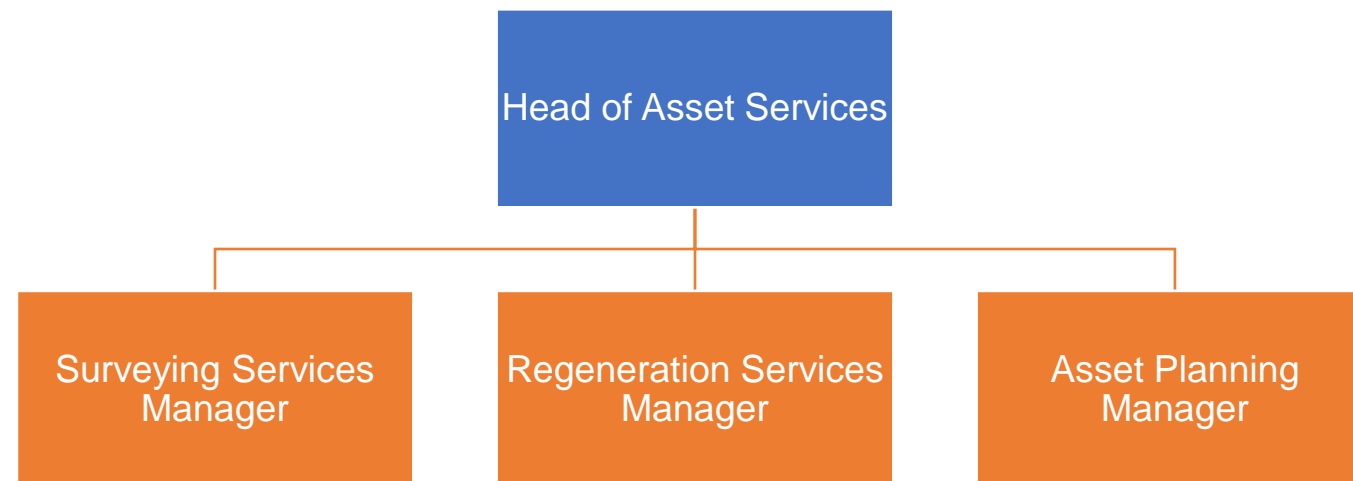 Head of Asset Services
Surveying Services
Manager
Regeneration Services
Manager
Asset Planning
Manager